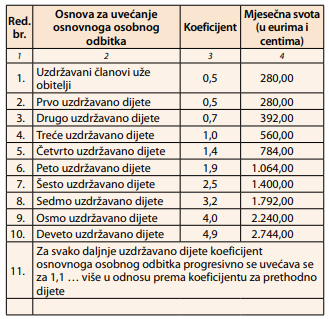 Red. br. Osnova za uvećanje osnovnoga osobnog odbitka Koeficijent Mjesečna svota (u eurima i centima)
1 2 3 4
1. Uzdržavani članovi uže obitelji 0,5 280,00
2. Prvo uzdržavano dijete 0,5 280,00
3. Drugo uzdržavano dijete 0,7 392,00
4. Treće uzdržavano dijete 1,0 560,00
5. Četvrto uzdržavano dijete 1,4 784,00
6. Peto uzdržavano dijete 1,9 1.064,00
7. Šesto uzdržavano dijete 2,5 1.400,00
8. Sedmo uzdržavano dijete 3,2 1.792,00
9. Osmo uzdržavano dijete 4,0 2.240,00
10. Deveto uzdržavano dijete 4,9 2.744,00
11. Za svako daljnje uzdržavano dijete koeficijent
osnovnoga osobnog odbitka progresivno se uvećava se
za 1,1 … više u odnosu prema koeficijentu za prethodno
dijete